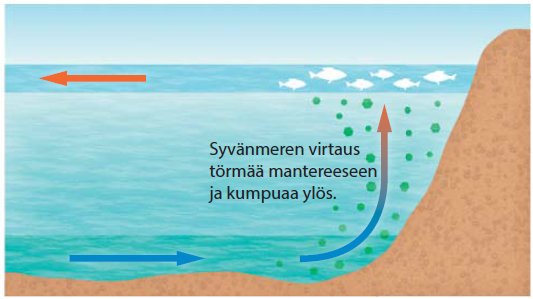 Syvänmeren virtaus
törmää mantereeseen
ja kumpuaa ylös.